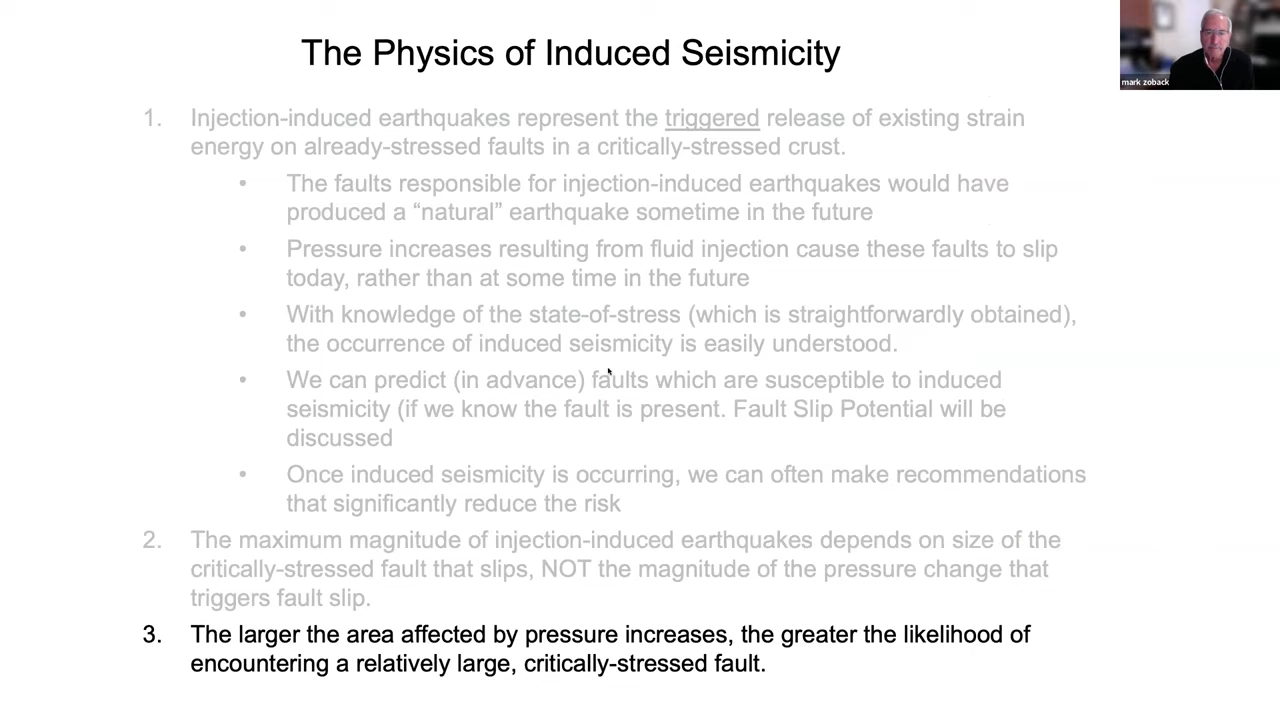 The Physics of Induced Seismicity
mark zoback
1. Injection-induced earthquakes represent the triggered release of existing strain
energy on already-stressed faults in a critically-stressed crust.
• The faults responsible for injection-induced earthquakes would have
produced a “natural” earthquake sometime in the future
• Pressure increases resulting from fluid injection cause these faults to slip
today, rather than at some time in the future
• With knowledge of the state-of-stress (which is straightforwardly obtained),
the occurrence of induced seismicity is easily understood.
• We can predict (in advance) faults which are susceptible to induced
seismicity (if we know the fault is present. Fault Slip Potential will be
discussed
• Once induced seismicity is occurring, we can often make recommendations
that significantly reduce the risk
2. The maximum magnitude of injection-induced earthquakes depends on size of the
critically-stressed fault that slips, NOT the magnitude of the pressure change that
triggers fault slip.
3. The larger the area affected by pressure increases, the greater the likelihood of
encountering a relatively large, critically-stressed fault.